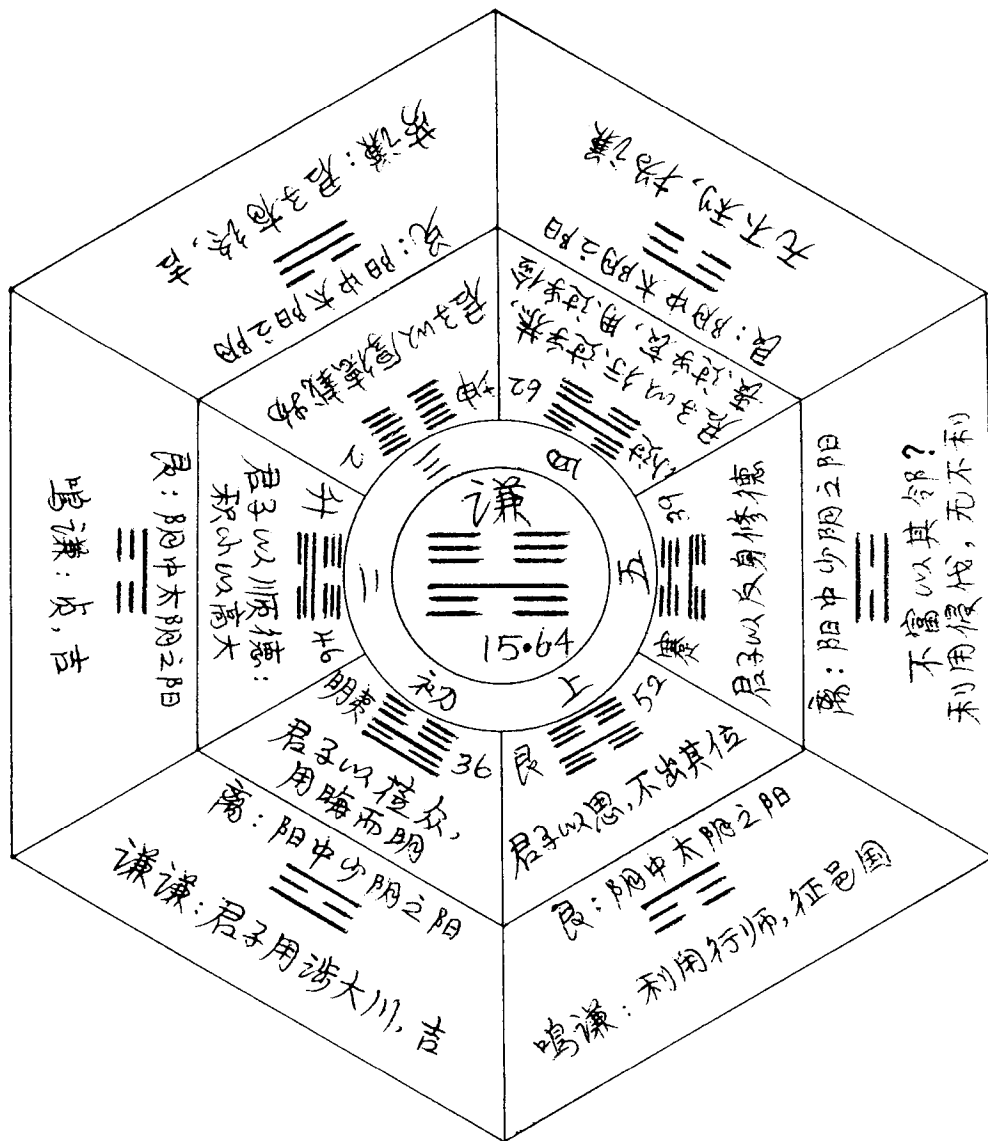 谦
15·64
初
二
三
四
五
上
明夷
36
君子以莅众,
用晦而明
离:阳中少阴之阳
谦谦:君子用涉大川,吉
升
46
君子以顺德:
积小以高大
艮:阴中太阴之阳
鸣谦:贞,吉
坤
2
君子以厚德载物
兑:阳中太阳之阴
劳谦:君子有终,吉
小过
62
君子以行、过乎恭,
丧、过乎哀,用、过乎俭
艮:阴中太阴之阳
无不利、㧑谦
蹇
39
君子以反身修德
离:阳中少阴之阳
不富以其邻?
利用侵伐,无不利
艮
52
君子以思,不出其位
艮:阴中太阴之阳
鸣谦:利用行师,征邑国